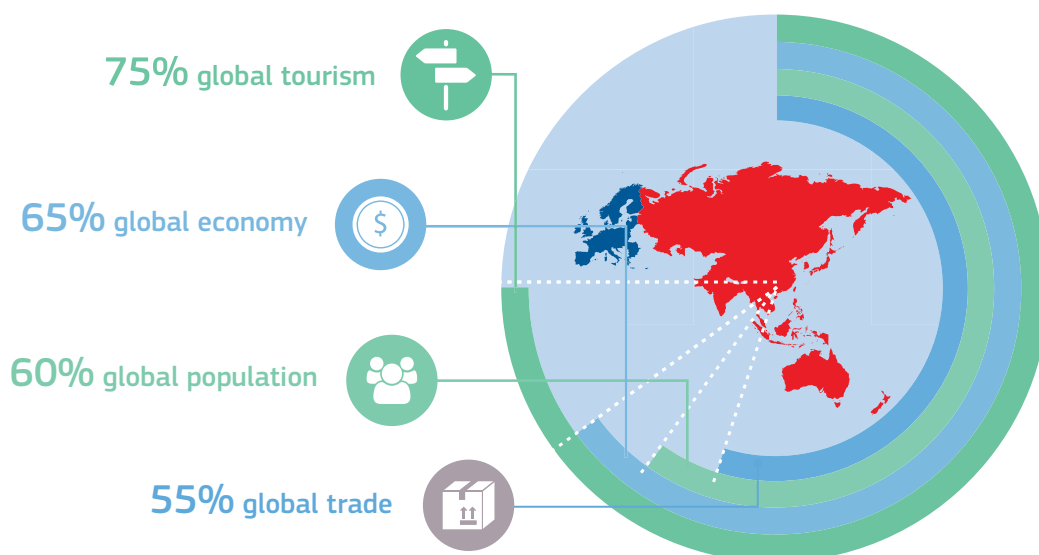 75% global tourism
$
65% global economy
60% global population
55% global trade